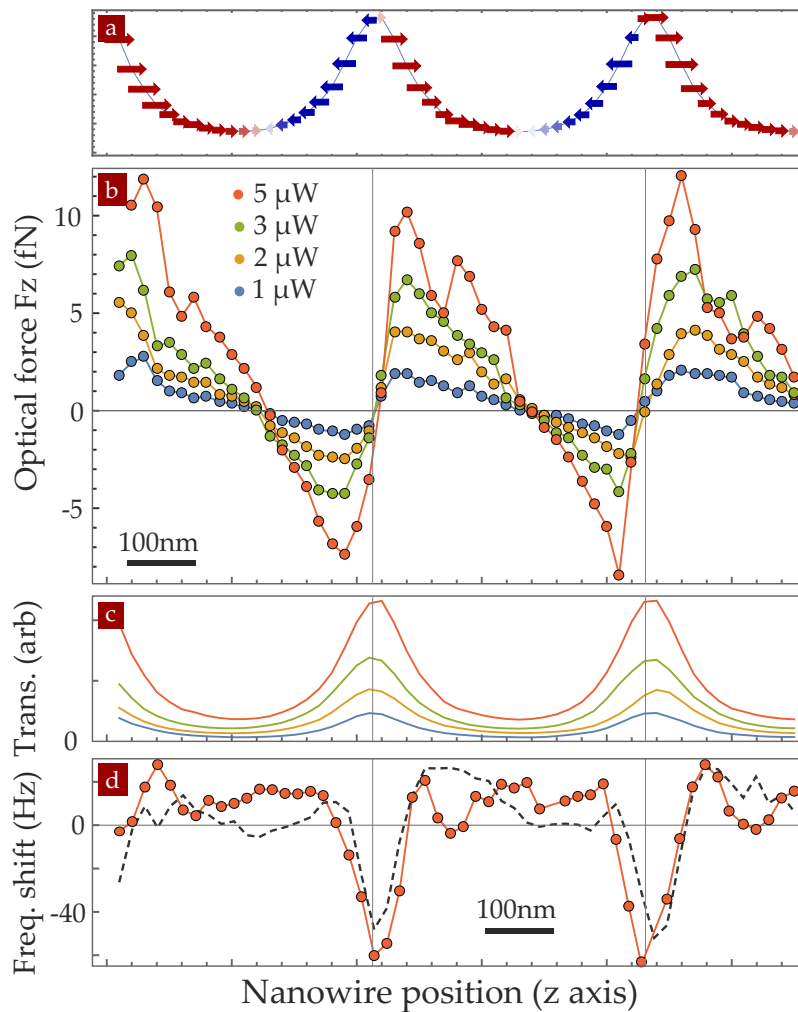 a
b
5 µW
3 µW
2 µW
1 µW
Optical force Fz (fN)
10
5
0
-5
100nm
c
Trans. (arb)
0
d
Freq. shift (Hz)
0
-40
100nm
Nanowire position (z axis)